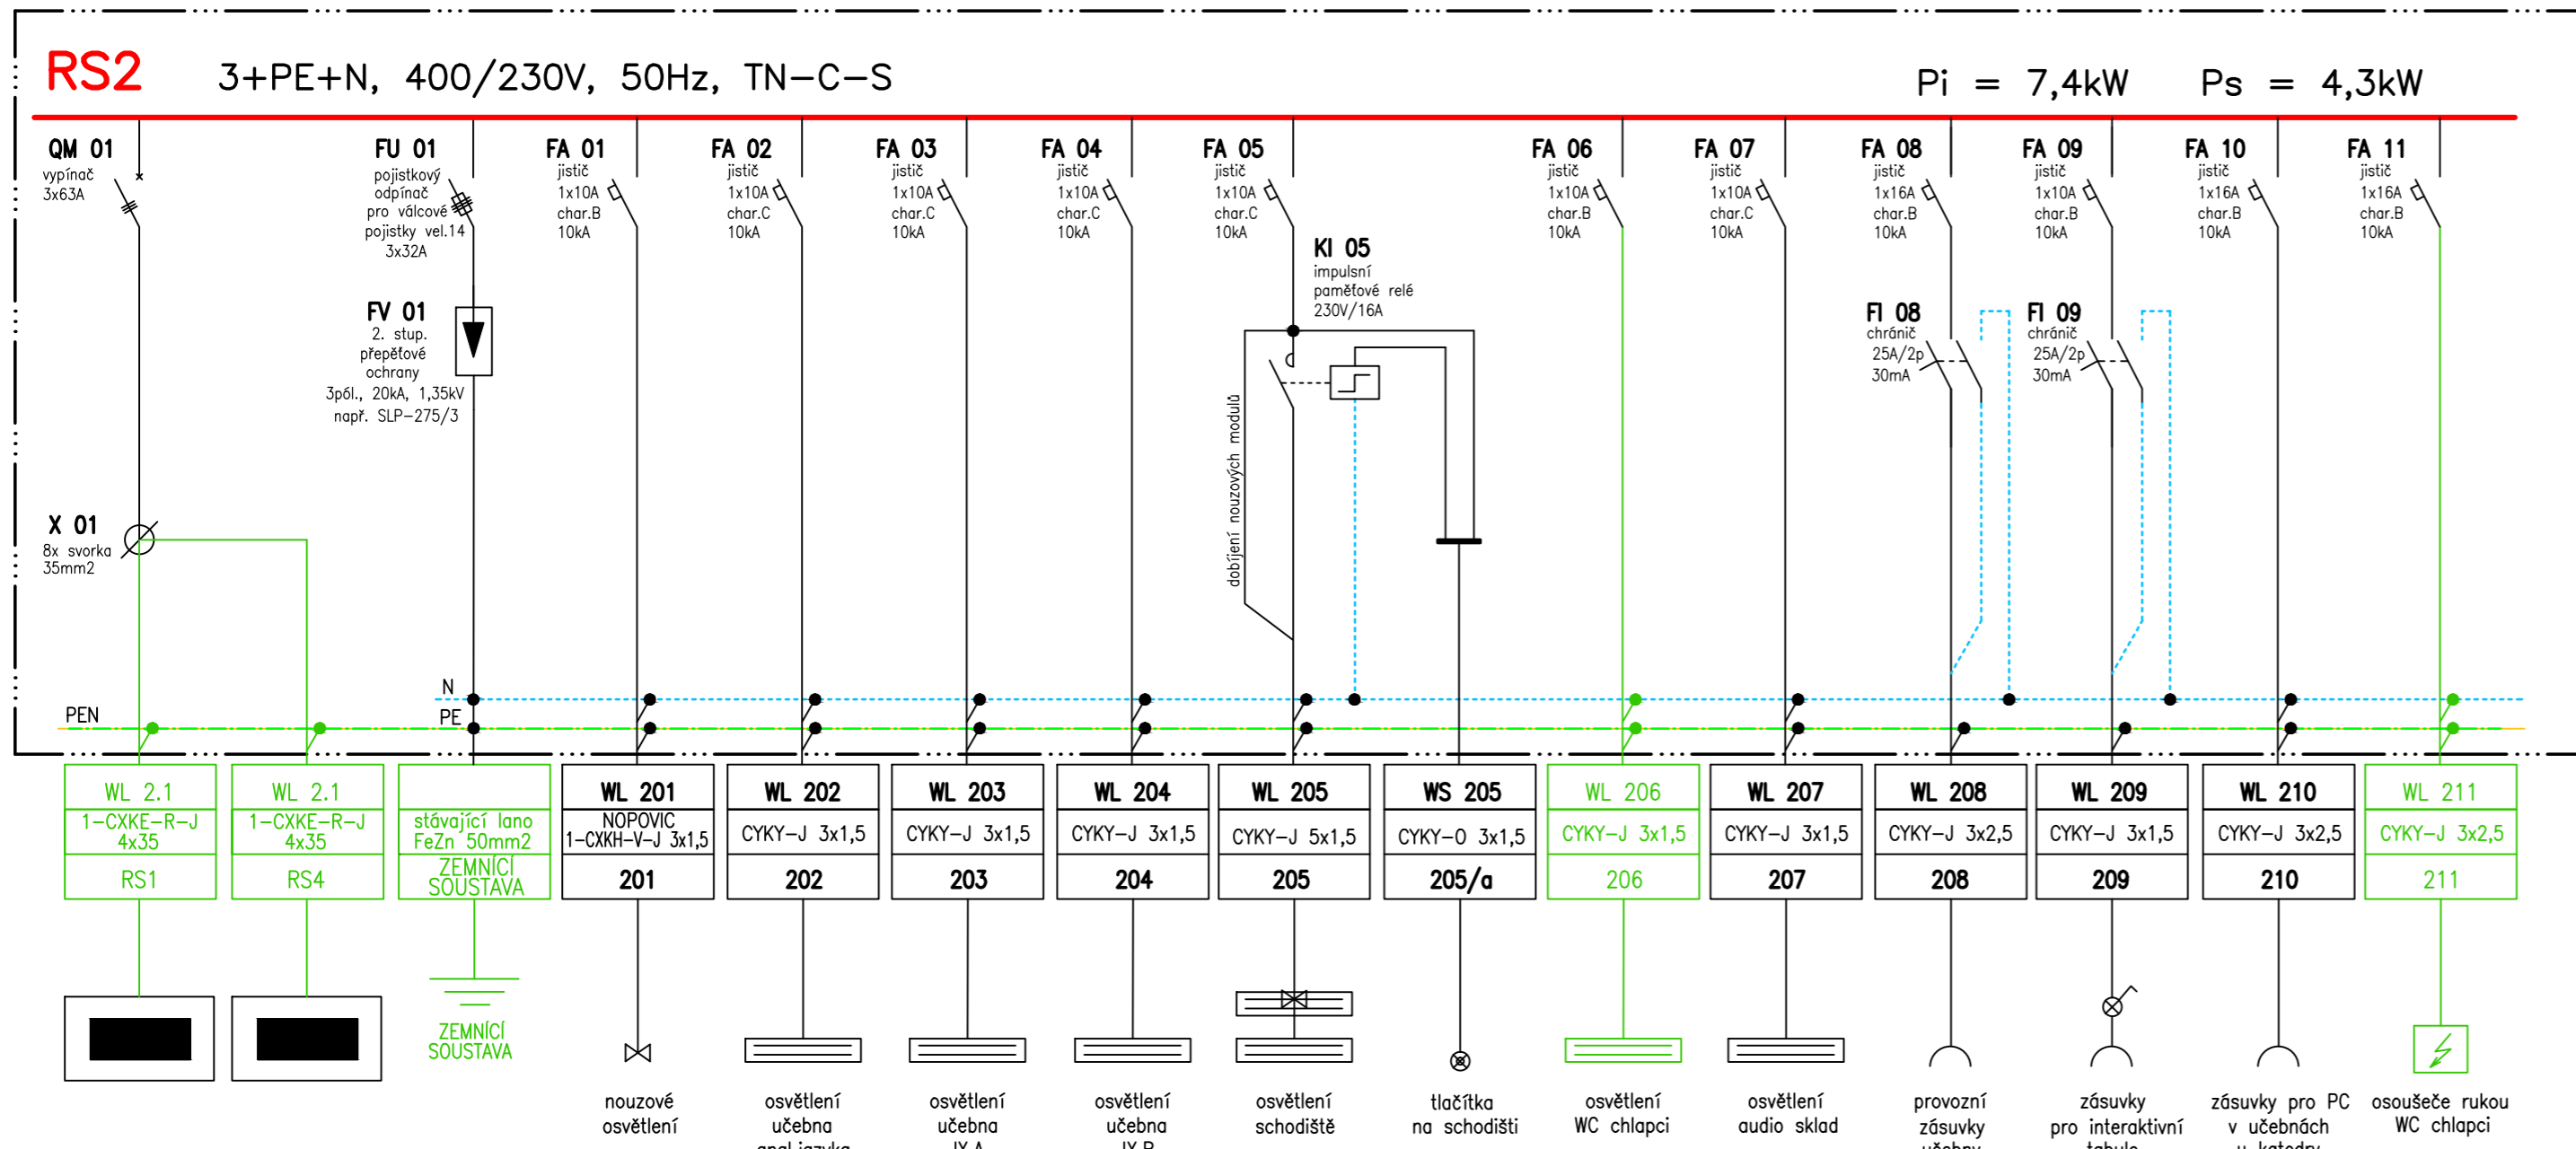 RS2 3+PE+N, 400/230V, 50Hz, TN-C-S Pi = 7,4kW Ps = 4,3kW
QM 01
vypínač
3x63A
FU 01
pojistkový
odpínač
pro válcové
pojistky vel.14
3x32A
FA 01
jistič
1x10A
char.B
10kA
FA 02
jistič
1x10A
char.C
10kA
FA 03
jistič
1x10A
char.C
10kA
FA 04
jistič
1x10A
char.C
10kA
FA 05
jistič
1x10A
char.C
10kA
FA 06
jistič
1x10A
char.B
10kA
FA 07
jistič
1x10A
char.C
10kA
FA 08
jistič
1x16A
char.B
10kA
FA 09
jistič
1x10A
char.B
10kA
FA 10
jistič
1x16A
char.B
10kA
FA 11
jistič
1x16A
char.B
10kA
KI 05
impulsní
paměťové relé
230V/16A
FV 01
2. stup.
přepěťové
ochrany
3pól., 20kA, 1,35kV
např. SLP-275/3
FI 08
chránič
25A/2p
30mA
FI 09
chránič
25A/2p
30mA
dobíjení nouzových modulů
X 01
8x svorka
35mm2
N
PEN
PE
WL 2.1
1-CXKE-R-J
4x35
RS1
WL 2.1
1-CXKE-R-J
4x35
RS4
stávající lano
FeZn 50mm2
ZEMNÍCÍ
SOUSTAVA
WL 201
NOPOVIC
1-CXKH-V-J 3x1,5
201
WL 202
CYKY-J 3x1,5
202
WL 203
CYKY-J 3x1,5
203
WL 204
CYKY-J 3x1,5
204
WL 205
CYKY-J 5x1,5
205
WS 205
CYKY-O 3x1,5
205/a
WL 206
CYKY-J 3x1,5
206
WL 207
CYKY-J 3x1,5
207
WL 208
CYKY-J 3x2,5
208
WL 209
CYKY-J 3x1,5
209
WL 210
CYKY-J 3x2,5
210
WL 211
CYKY-J 3x2,5
211
ZEMNÍCÍ
SOUSTAVA
nouzové
osvětlení
osvětlení
učebna
osvětlení
učebna
IX.A
osvětlení
učebna
IX.B
osvětlení
schodiště
tlačítka
na schodišti
osvětlení
WC chlapci
osvětlení
audio sklad
provozní
zásuvky
učebny
zásuvky
pro interaktivní
tabule
zásuvky pro PC
v učebnách
u katedry
osoušeče rukou
WC chlapci